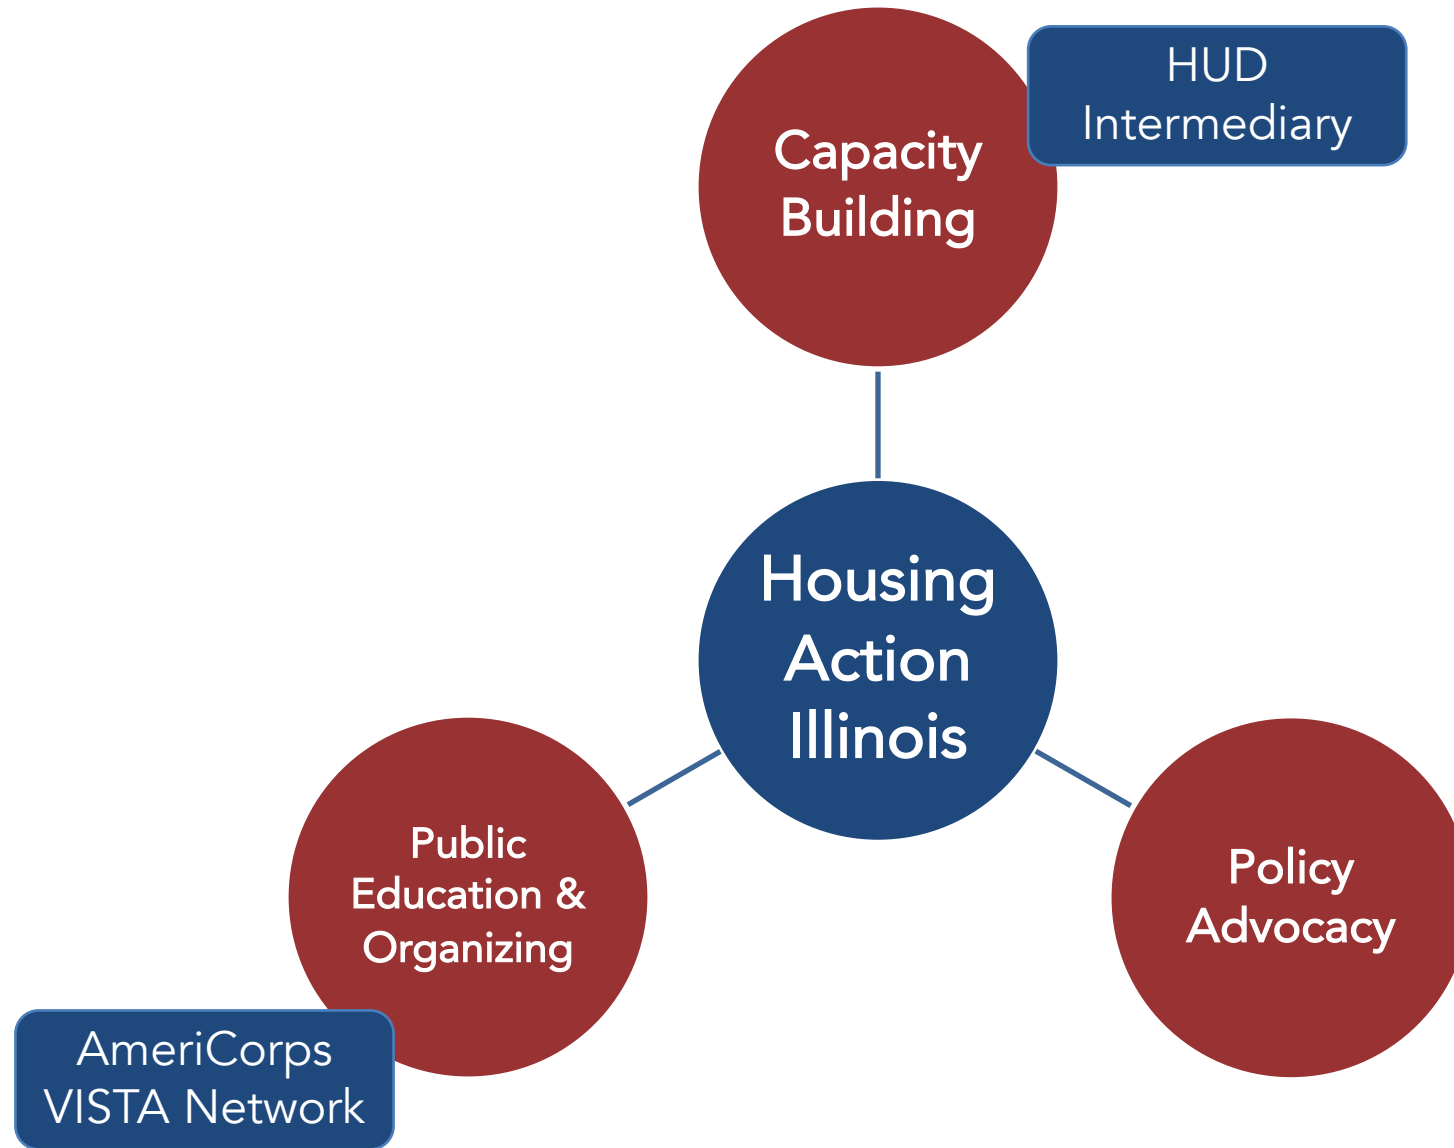 HUD
Intermediary
Capacity
Building
Housing
Action
Illinois
Public
Education &
Organizing
Policy
Advocacy
AmeriCorps
VISTA Network